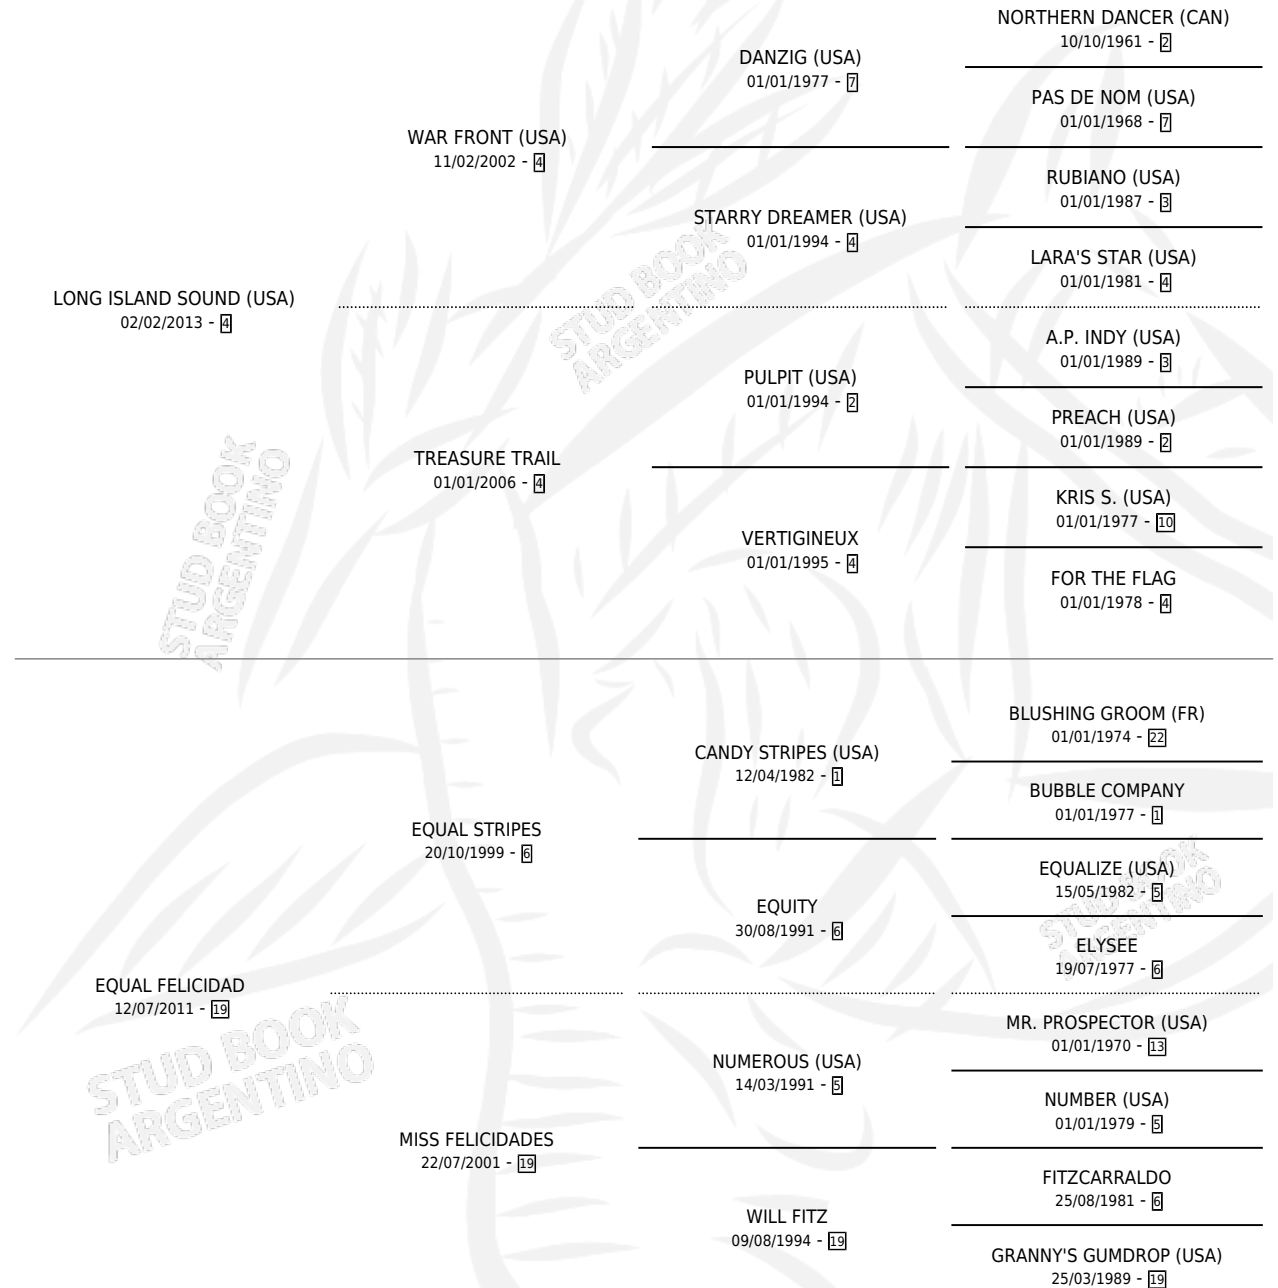 NORTHERN DANCER (CAN)
10/10/1961 - 2
DANZIG (USA)
01/01/1977 - 7
PAS DE NOM (USA)
01/01/1968 - 7
WAR FRONT (USA)
11/02/2002 - 4
RUBIANO (USA)
01/01/1987 - 3
STARRY DREAMER (USA)
01/01/1994 - 4
LARA'S STAR (USA)
01/01/1981 - 4
LONG ISLAND SOUND (USA)
02/02/2013 - 4
A.P. INDY (USA)
01/01/1989 - 3
PULPIT (USA)
01/01/1994 - 2
PREACH (USA)
01/01/1989 - 2
TREASURE TRAIL
01/01/2006 - 4
KRIS S. (USA)
01/01/1977 - 10
VERTIGINEUX
01/01/1995 - 4
FOR THE FLAG
01/01/1978 - 4
BLUSHING GROOM (FR)
01/01/1974 - 22
CANDY STRIPES (USA)
12/04/1982 - 1
BUBBLE COMPANY
01/01/1977 - 1
EQUAL STRIPES
20/10/1999 - 6
EQUALIZE (USA)
15/05/1982 - 5
EQUITY
30/08/1991 - 6
ELYSEE
19/07/1977 - 6
EQUAL FELICIDAD
12/07/2011 - 19
MR. PROSPECTOR (USA)
01/01/1970 - 13
NUMEROUS (USA)
14/03/1991 - 5
NUMBER (USA)
01/01/1979 - 5
MISS FELICIDADES
22/07/2001 - 19
FITZCARRALDO
25/08/1981 - 6
WILL FITZ
09/08/1994 - 19
GRANNY'S GUMDROP (USA)
25/03/1989 - 19
STUD BOOK
ARGENTINO
STUD BOOK
ARGENTINO
STUD BOOK
ARGENTINO
STUD BOOK
ARGENTINO